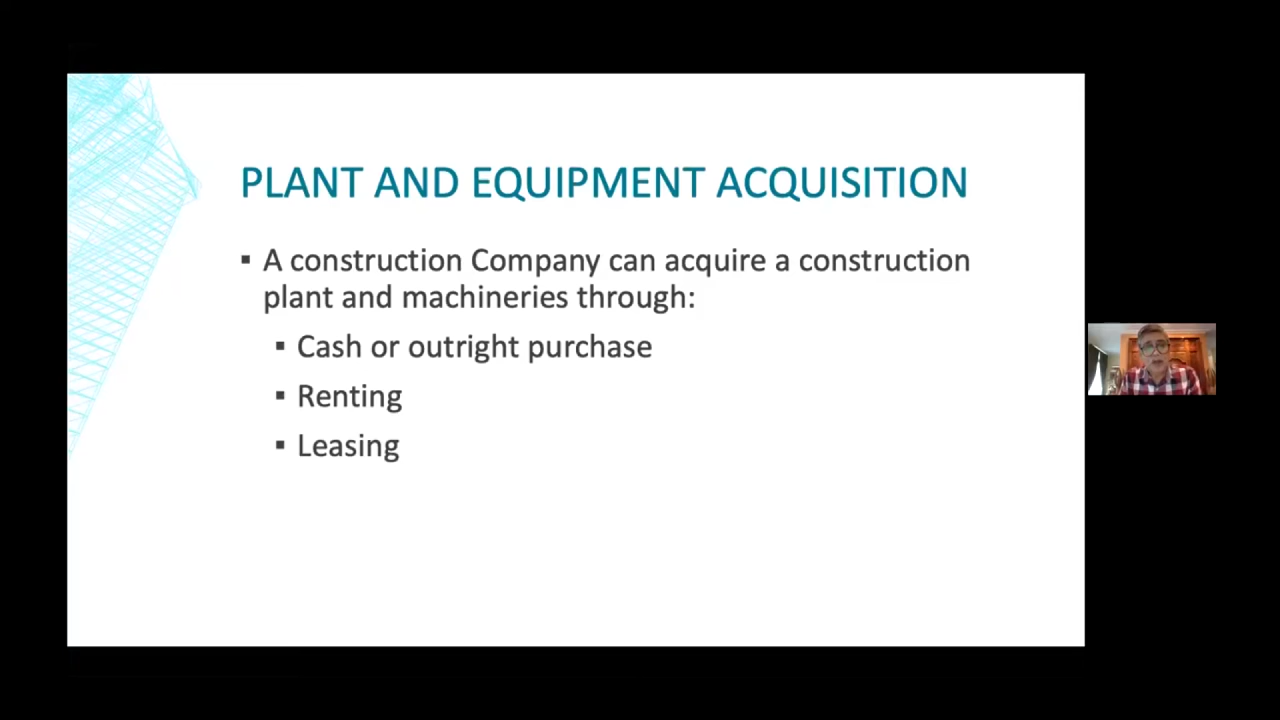 PLANT AND EQUIPMENT ACQUISITION
▪ A construction Company can acquire a construction
plant and machineries through:
▪ Cash or outright purchase
▪ Renting
▪ Leasing